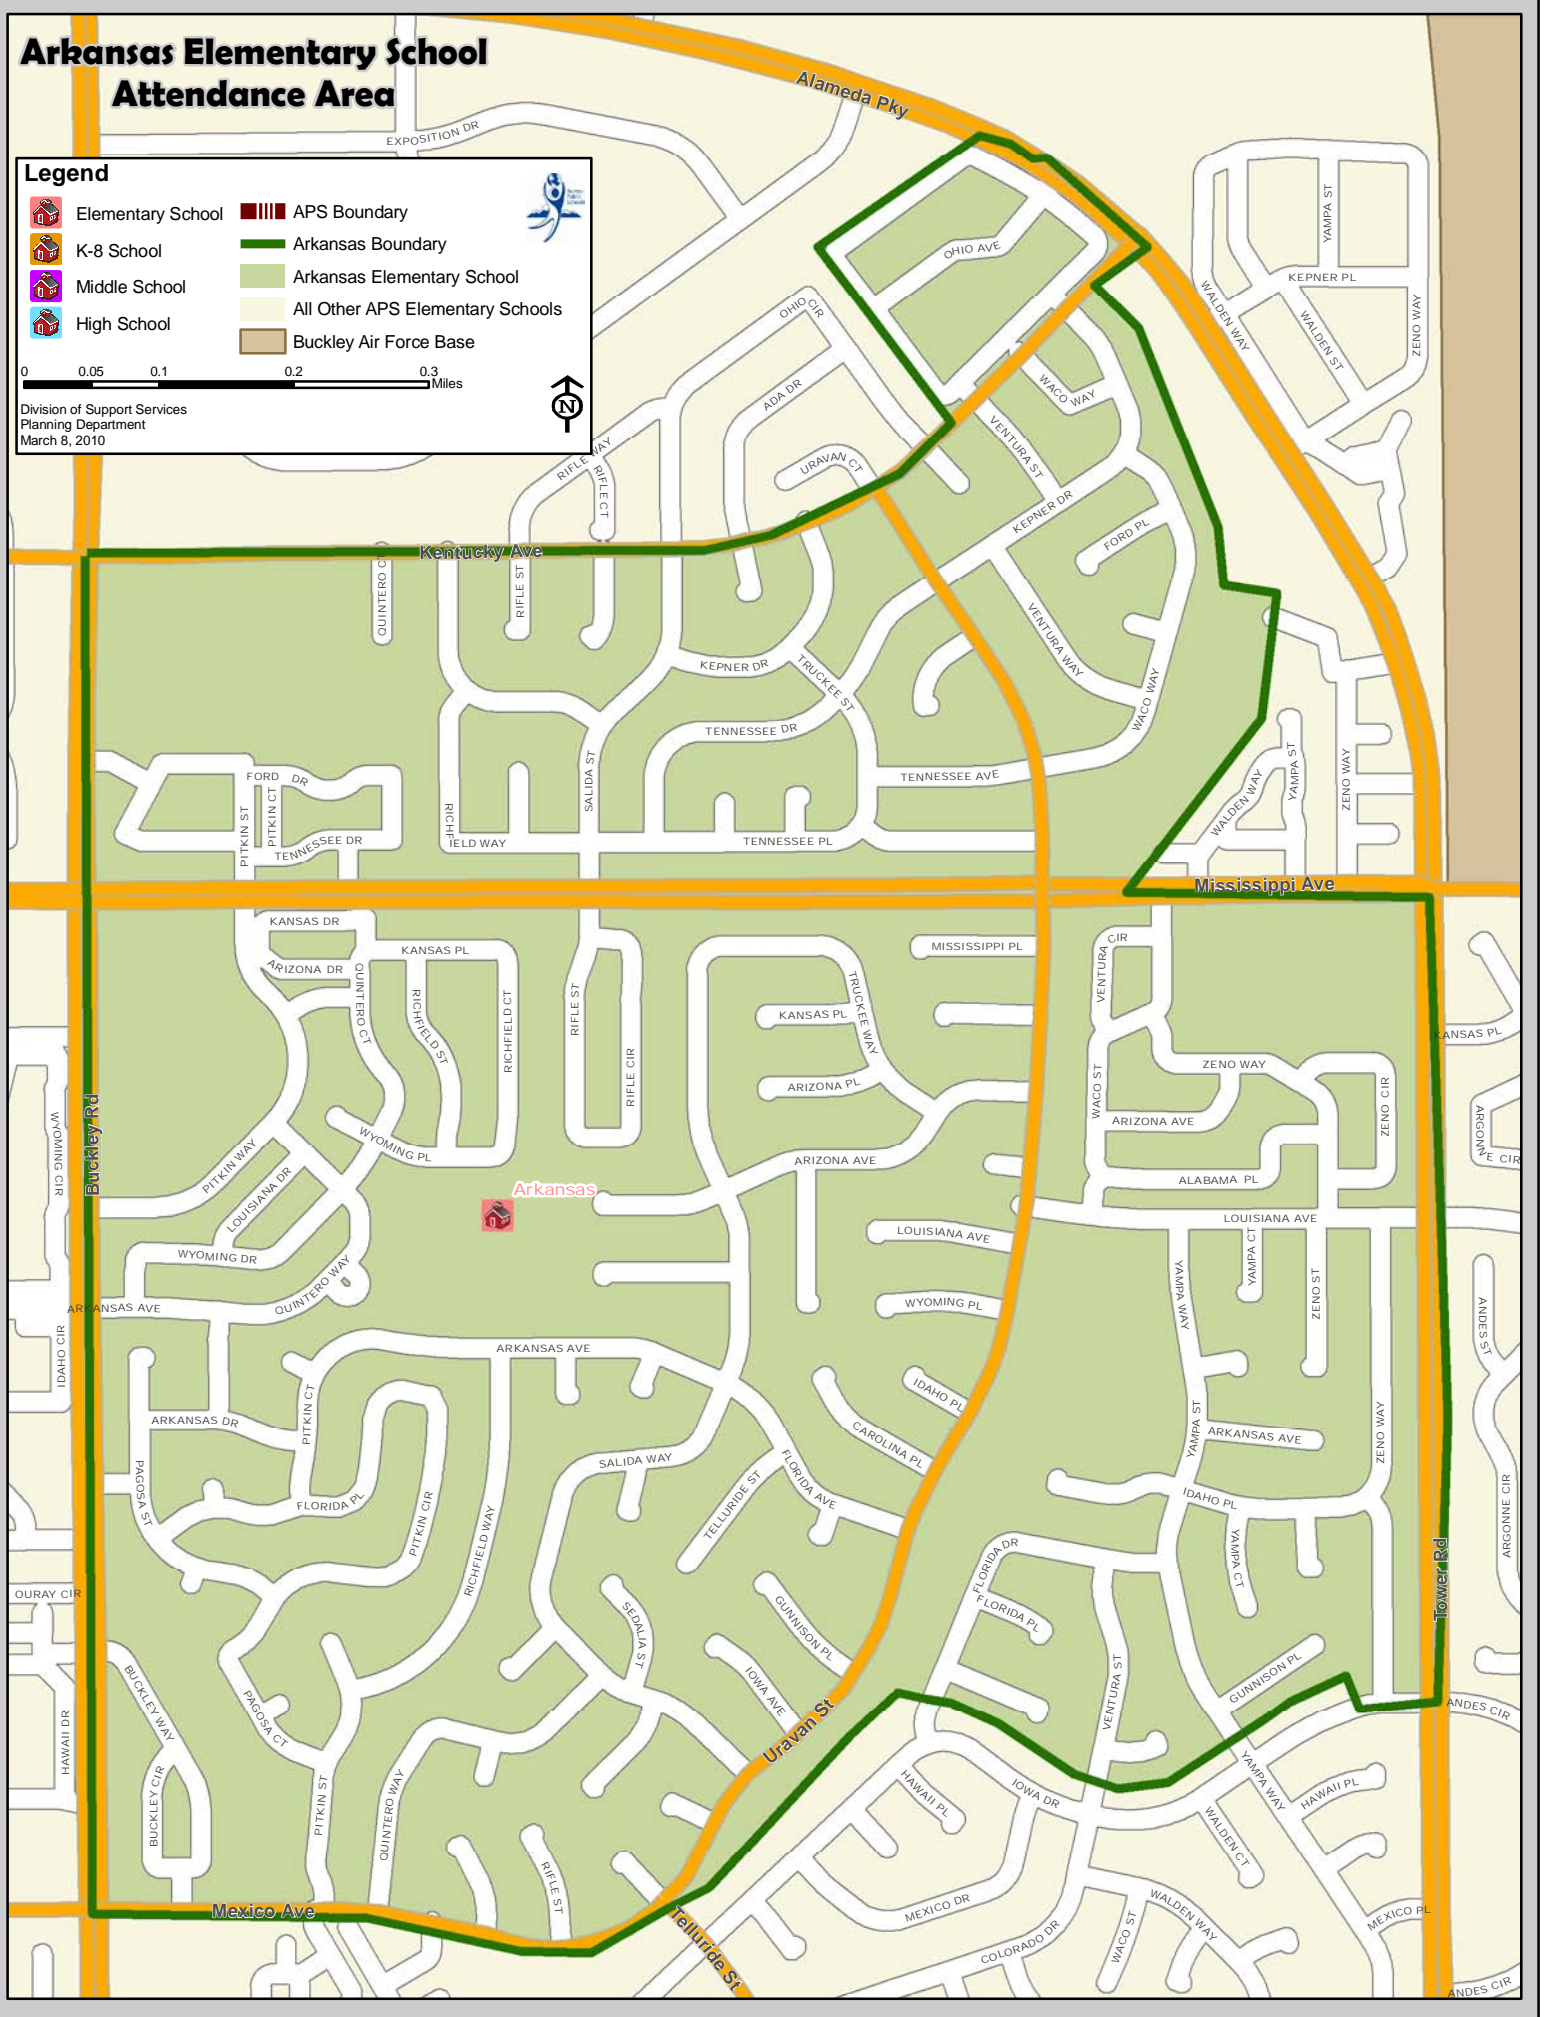 Arkansas Elementary School
Attendance Area
Legend
Elementary School
K-8 School
Middle School
High School
APS Boundary
Arkansas Boundary
Arkansas Elementary School
All Other APS Elementary Schools
Buckley Air Force Base
0 0.05 0.1 0.2 0.3
Miles
N
Division of Support Services
Planning Department
March 8, 2010
Alameda Pky
EXPOSITION DR
OHIO AVE
YAMPA ST
KEPNER PL
WALDEN WAY
WALDEN ST
ZENO WAY
OHIO CIR
ADA DR
WACO WAY
VENTURA ST
RIFLE WAY
RIFLE CT
URAVAN CT
KEPNER DR
FORD PL
Kentucky Ave
QUINTERO CT
RIFLE ST
VENTURA WAY
KEPNER DR
TRUCKEE ST
WACO WAY
TENNESSEE DR
SALIDA ST
TENNESSEE AVE
YAMPA ST
ZENO WAY
WALDEN WAY
FORD DR
PITKIN CT
PITKIN ST
TENNESSEE DR
RICHFIELD WAY
TENNESSEE PL
Mississippi Ave
KANSAS DR
KANSAS PL
ARIZONA DR
QUINTERO CT
RICHFIELD ST
RICHFIELD CT
RIFLE ST
RIFLE CIR
MISSISSIPPI PL
TRUCKEE WAY
KANSAS PL
ARIZONA PL
VENTURA CIR
KANSAS PL
ZENO WAY
WACO ST
ZENO CIR
ARIZONA AVE
ARGONNE CIR
WYOMING CIR
Buckley Rd
WYOMING PL
PITKIN WAY
LOUISIANA DR
ARIZONA AVE
ALABAMA PL
Arkansas
LOUISIANA AVE
LOUISIANA AVE
WYOMING DR
QUINTERO WAY
YAMPA CT
YAMPA WAY
ZENO ST
ARKANSAS AVE
WYOMING PL
IDAHO CIR
ANDES ST
ARKANSAS AVE
IDAHO PL
PITKIN CT
ARKANSAS DR
CAROLINA PL
YAMPA ST
ARKANSAS AVE
ZENO WAY
SALIDA WAY
PAGOSA ST
FLORIDA PL
PITKIN CIR
FLORIDA AVE
TELLURIDE ST
IDAHO PL
ARGONNE CIR
RICHFIELD WAY
FLORIDA DR
YAMPA CT
Tower Rd
OURAY CIR
FLORIDA PL
SEDALIA ST
GUNNISON PL
BUCKLEY WAY
IOWA AVE
GUNNISON PL
VENTURA ST
PAGOSA CT
HAWAII DR
Uravan St
ANDES CIR
YAMPA WAY
HAWAII PL
IOWA DR
HAWAII PL
BUCKLEY CIR
PITKIN ST
QUINTERO WAY
WALDEN CT
RIFLE ST
Mexico Ave
MEXICO DR
WALDEN WAY
WACO ST
MEXICO PL
COLORADO DR
Telluride St
ANDES CIR